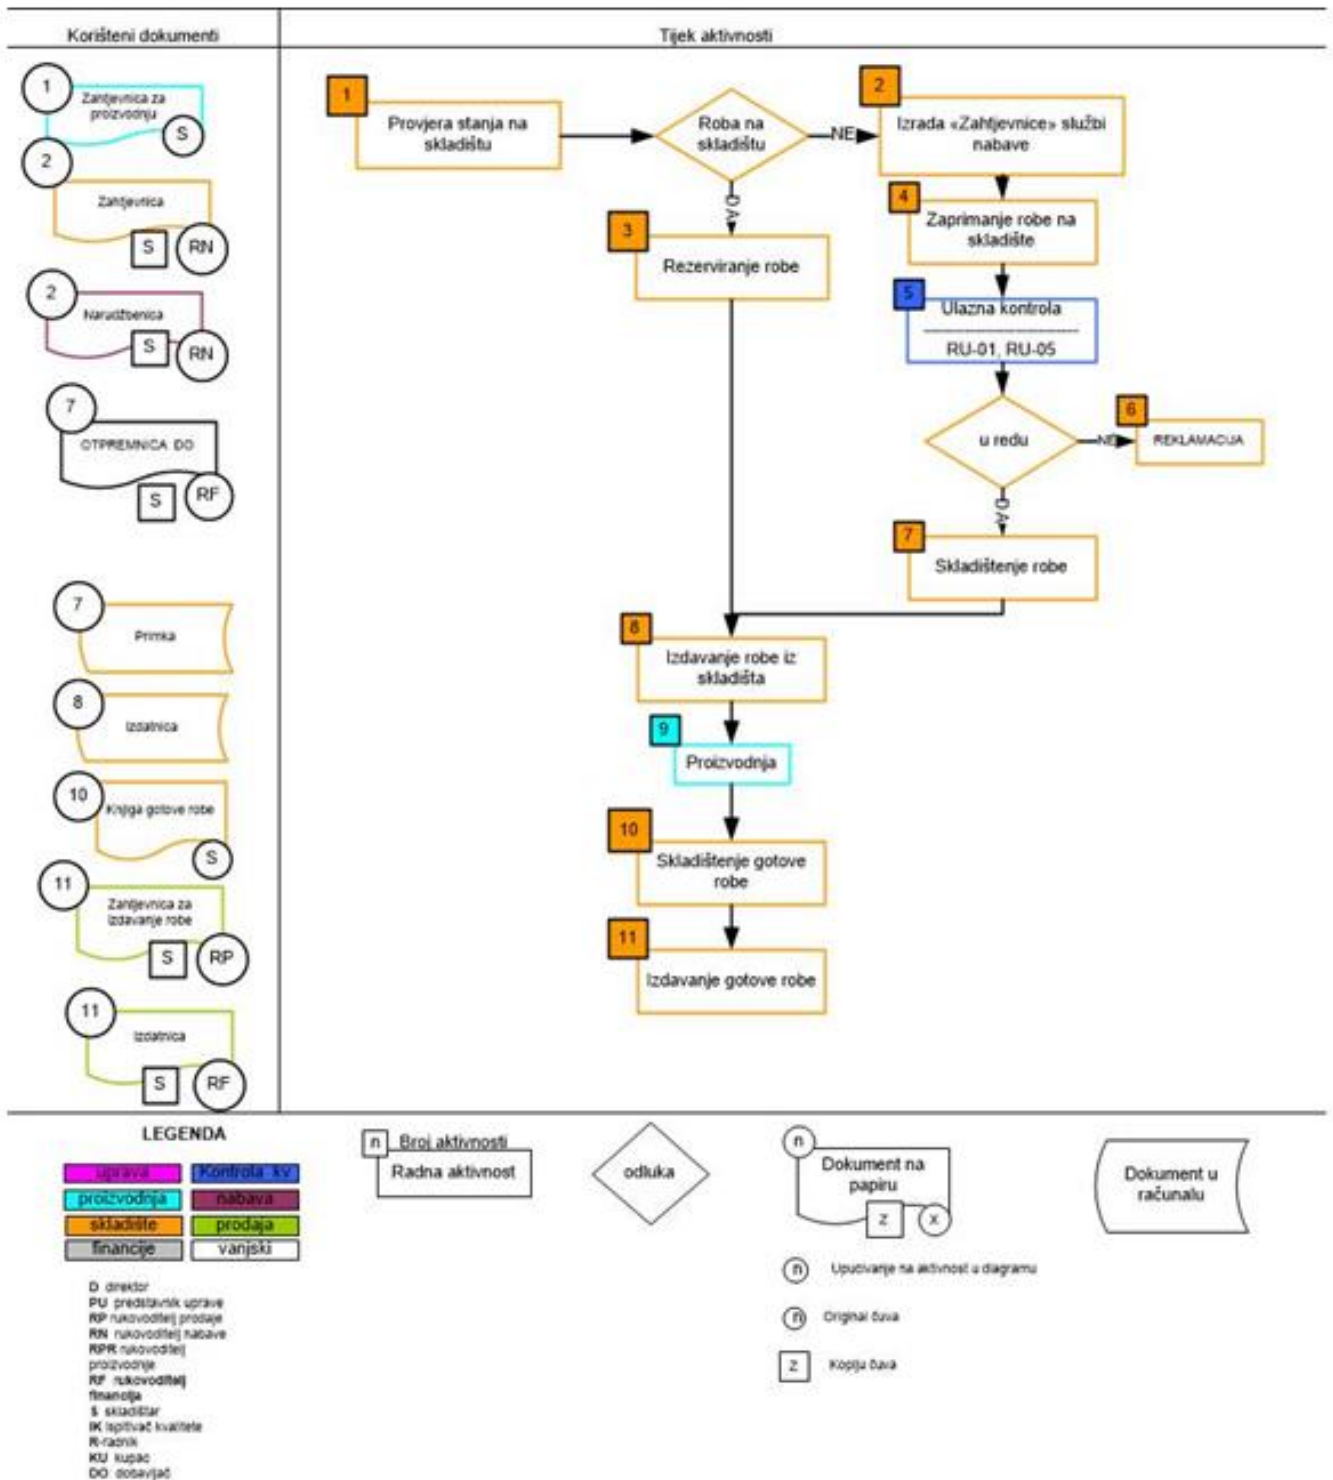 Korišteni dokumenti
Tijek aktivnosti
1
Zahtjevnica za
proizvodnju
S
2
Zahtjevnica
S
RN
2
Narudžbenica
S
RN
7
OTPREMNICA DO
S
RF
7
Primka
8
Izdatnica
10
Knjiga gotove robe
S
11
Zahtjevnica za
izdavanje robe
S
RP
11
Izdatnica
S
RF
1
Provjera stanja na
skladištu
Roba na
skladištu
NE
DA
2
Izrada «Zahtjevnice» službi
nabave
3
Rezerviranje robe
4
Zaprimanje robe na
skladište
5
Ulazna kontrola
RU-01, RU-05
u redu
NE
DA
6
REKLAMACIJA
7
Skladištenje robe
8
Izdavanje robe iz
skladišta
9
Proizvodnja
10
Skladištenje gotove
robe
11
Izdavanje gotove robe
LEGENDA
uprava
Kontrola kv
proizvodnja
nabava
skladište
prodaja
financije
vanjski
D direktor
PU predstavnik uprave
RP rukovoditelj prodaje
RN rukovoditelj nabave
RPR rukovoditelj
proizvodnje
RF rukovoditelj
financija
S skladištar
IK ispitivač kvalitete
R-radnik
KU kupac
DO dobavljač
n Broj aktivnosti
Radna aktivnost
odluka
n
Dokument na
papiru
z
x
Dokument u
računalu
n Upućivanje na aktivnost u diagramu
n Original čuva
z Kopiju čuva